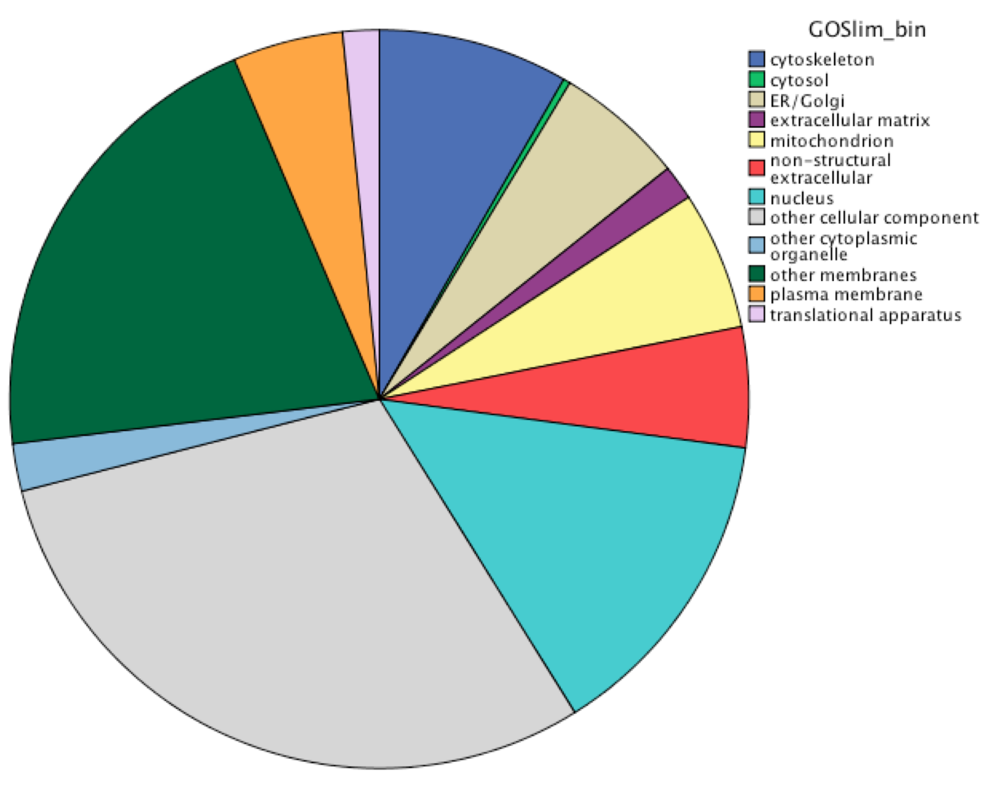 GOSlim_bin
cytoskeleton
cytosol
ER/Golgi
extracellular matrix
mitochondrion
non-structural
extracellular
nucleus
other cellular component
other cytoplasmic
organelle
other membranes
plasma membrane
translational apparatus